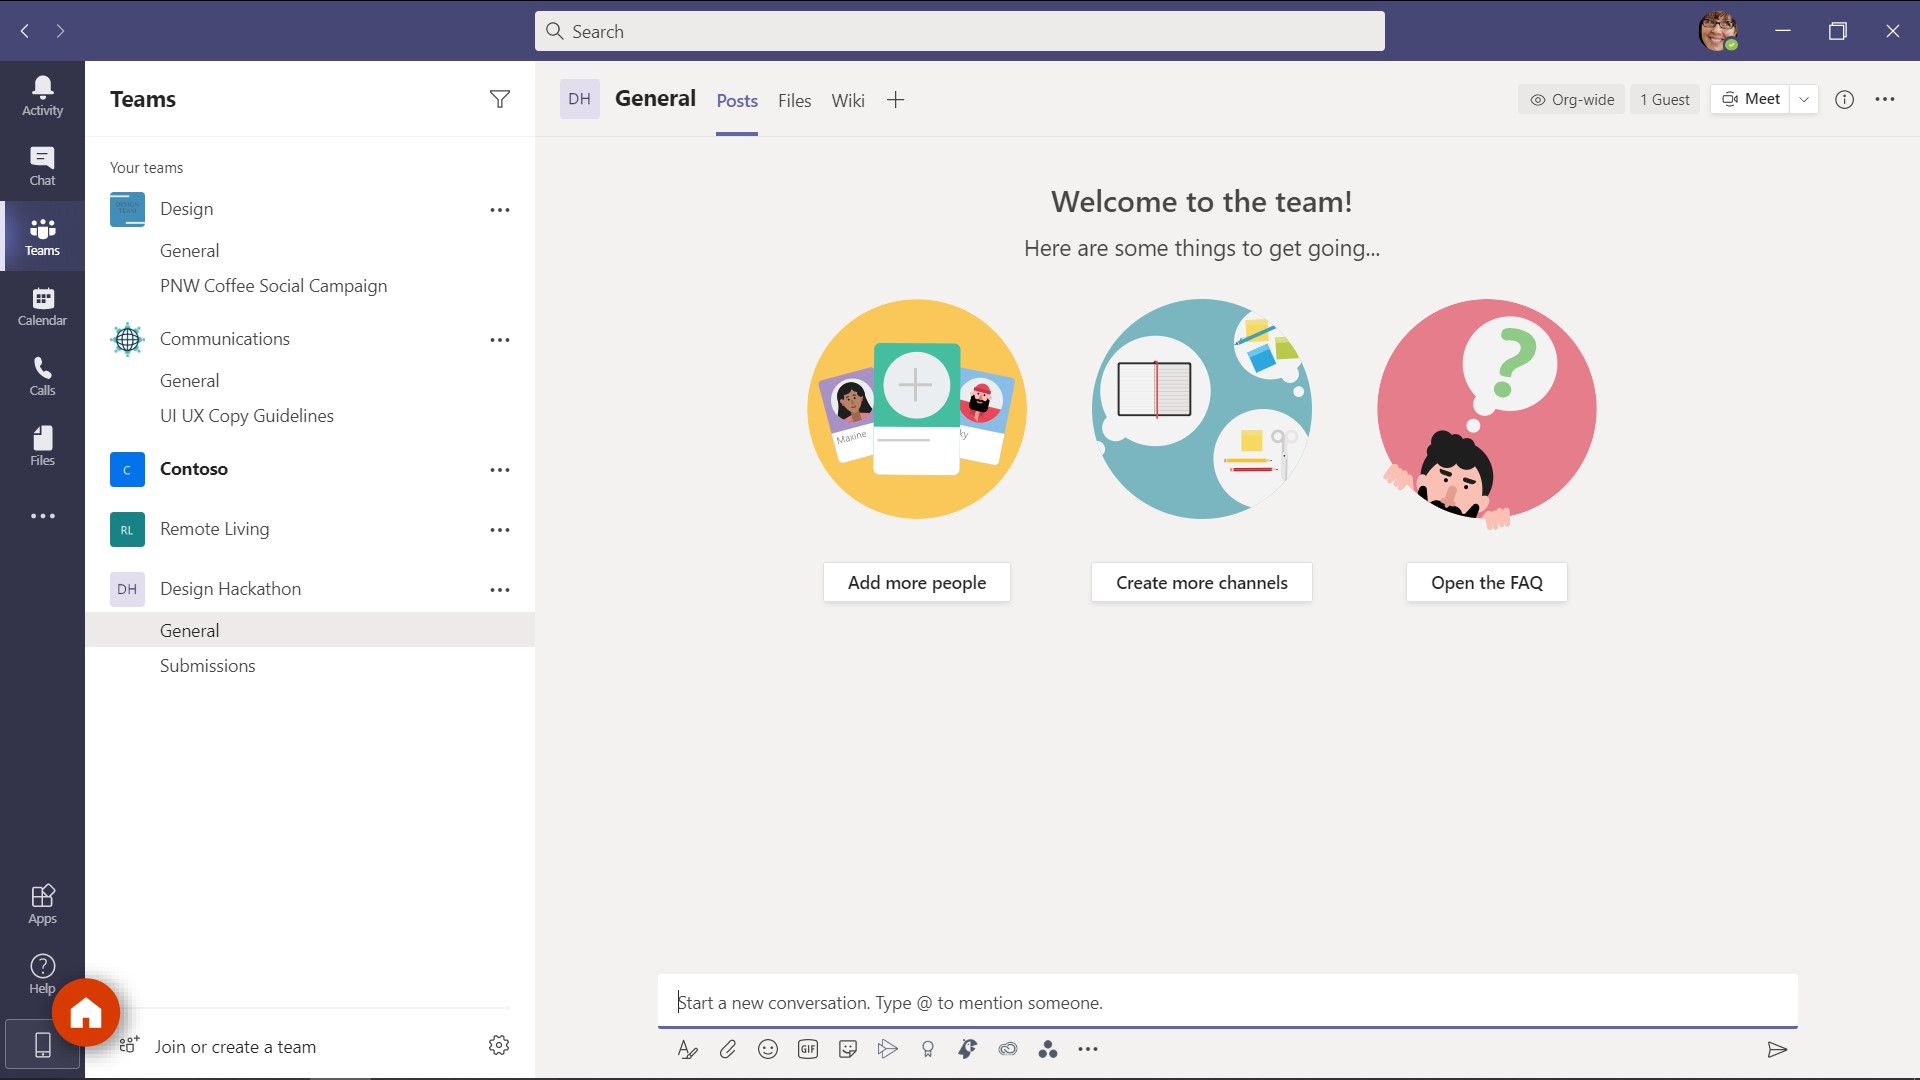 Search
Activity
Chat
Teams
Calendar
Calls
Files
Apps
Help
Teams
Your teams
Design
General
PNW Coffee Social Campaign
Communications
General
UI UX Copy Guidelines
C
Contoso
RL
Remote Living
DH
Design Hackathon
General
Submissions
Join or create a team
DH
General
Posts
Files
Wiki
Org-wide
1 Guest
Meet
Welcome to the team!
Here are some things to get going...
Maxine
ky
?
Add more people
Create more channels
Open the FAQ
Start a new conversation. Type @ to mention someone.
GIF